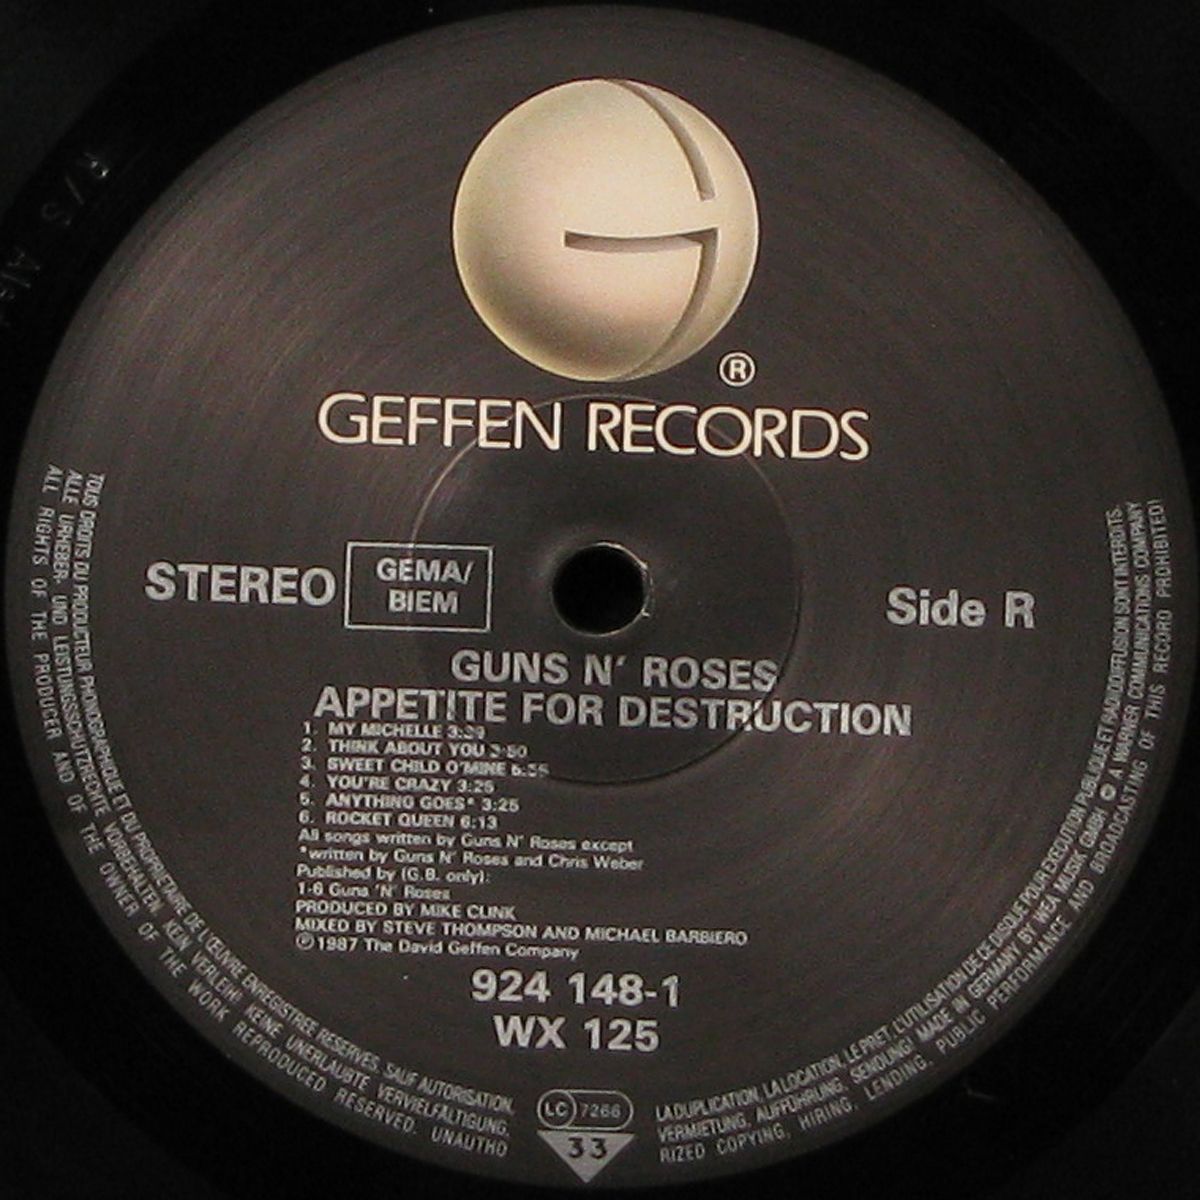 GEFFEN RECORDS
®
STEREO
GEMA/
BIEM
Side R
GUNS N' ROSES
APPETITE FOR DESTRUCTION
1. MY MICHELLE 3:39
2. THINK ABOUT YOU 3:50
3. SWEET CHILD O'MINE
4. YOU'RE CRAZY 3:25
5. ANYTHING GOES* 3:25
6. ROCKET QUEEN 6:13
All songs written by Guns N' Roses except
*written by Guns N' Roses and Chris Weber
Published by (G.B. only):
1-6 Guns 'N' Roses
PRODUCED BY MIKE CLINK
MIXED BY STEVE THOMPSON AND MICHAEL BARBIERO
℗1987 The David Geffen Company
924 148-1
WX 125
LC 7266
33
TOUS DROITS DU PRODUCTEUR PHONOGRAPHIQUE ET DU PROPRIETAIRE DE L'ŒUVRE ENREGISTREE RESERVES. SAUF AUTORISATION, LA DUPLICATION, LA LOCATION, LE PRET, L'UTILISATION DE CE DISQUE POUR EXECUTION PUBLIQUE ET RADIODIFFUSION SONT INTERDITS.
ALLE URHEBER- UND LEISTUNGSSCHUTZRECHTE VORBEHALTEN. KEIN VERLEIH! KEINE UNERLAUBTE VERVIELFÄLTIGUNG, VERMIETUNG, AUFFÜHRUNG, SENDUNG! MADE IN GERMANY BY WEA MUSIK GMBH A WARNER COMMUNICATIONS COMPANY
ALL RIGHTS OF THE PRODUCER AND OF THE OWNER OF THE WORK REPRODUCED RESERVED. UNAUTHORIZED COPYING, HIRING, LENDING, PUBLIC PERFORMANCE AND BROADCASTING OF THIS RECORD PROHIBITED!